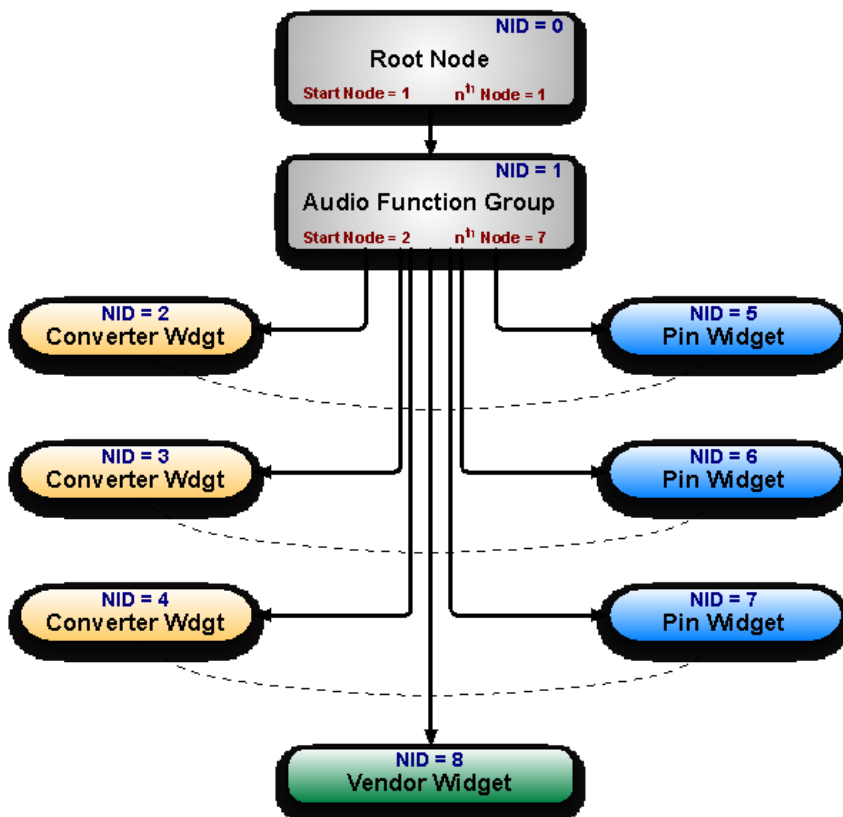 NID = 0
Root Node
Start Node = 1 nth Node = 1
NID = 1
Audio Function Group
Start Node = 2 nth Node = 7
NID = 2
Converter Wdgt
NID = 5
Pin Widget
NID = 3
Converter Wdgt
NID = 6
Pin Widget
NID = 4
Converter Wdgt
NID = 7
Pin Widget
NID = 8
Vendor Widget